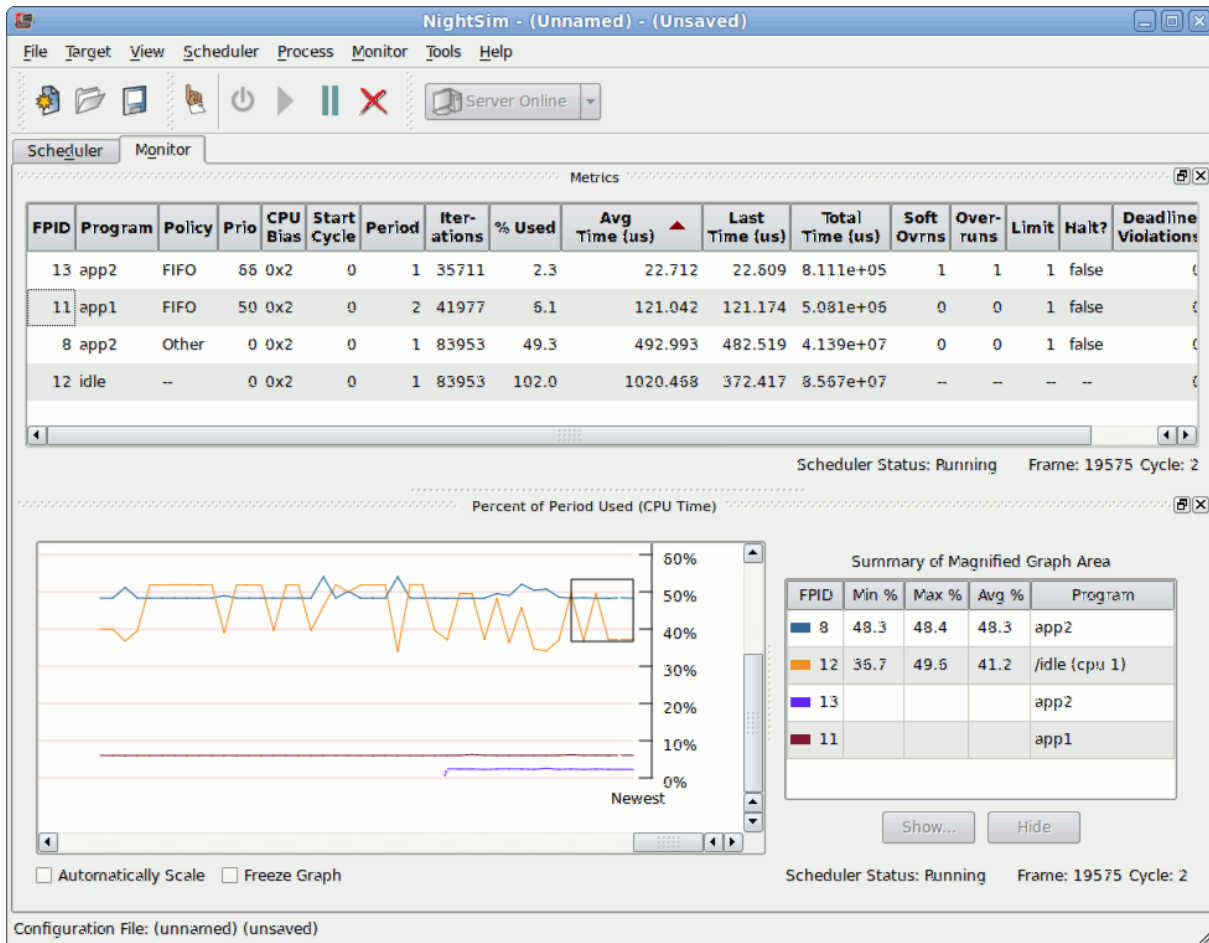 NightSim - (Unnamed) - (Unsaved)
File Target View Scheduler Process Monitor Tools Help
Server Online
Scheduler Monitor
Metrics
FPID Program Policy Prio CPU Bias Start Cycle Period Iter-ations % Used Avg Time (us) Last Time (us) Total Time (us) Soft Ovrns Over-runs Limit Halt? Deadline Violations
13 app2 FIFO 88 0x2 0 1 35711 2.3 22.712 22.609 8.111e+05 1 1 1 false
11 app1 FIFO 50 0x2 0 2 41977 6.1 121.042 121.174 5.081e+06 0 0 1 false
8 app2 Other 0 0x2 0 1 83953 49.3 492.993 482.519 4.139e+07 0 0 1 false
12 idle -- 0 0x2 0 1 83953 102.0 1020.468 372.417 8.567e+07 -- -- -- --
Scheduler Status: Running Frame: 19575 Cycle: 2
Percent of Period Used (CPU Time)
60%
50%
40%
30%
20%
10%
0%
Newest
Summary of Magnified Graph Area
FPID Min % Max % Avg % Program
8 48.3 48.4 48.3 app2
12 36.7 49.6 41.2 /idle (cpu 1)
13 app2
11 app1
Show... Hide
Automatically Scale Freeze Graph
Scheduler Status: Running Frame: 19575 Cycle: 2
Configuration File: (unnamed) (unsaved)